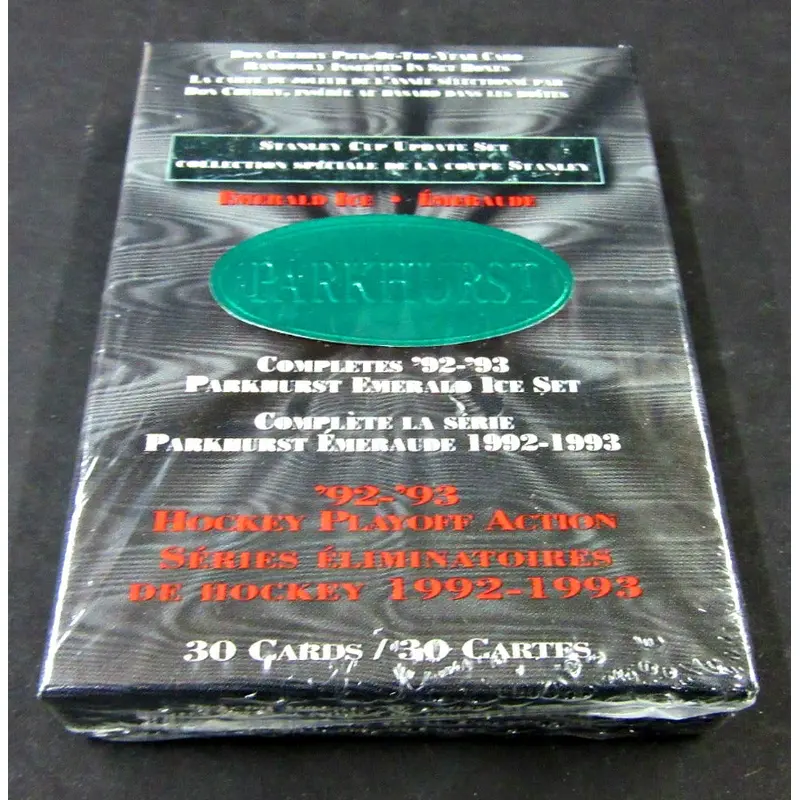 Don Cherry Pick-Of-The-Year Card
Randomly Inserted In Set Boxes
La carte du joueur de l'année sélectionné par
Don Cherry, insérée au hasard dans les boîtes
Stanley Cup Update Set
collection spéciale de la coupe Stanley
Emerald Ice • Émeraude
PARKHURST
Completes '92-'93
Parkhurst Emerald Ice Set
Complète la série
Parkhurst Émeraude 1992-1993
'92-'93
Hockey Playoff Action
Séries éliminatoires
de hockey 1992-1993
30 Cards / 30 Cartes